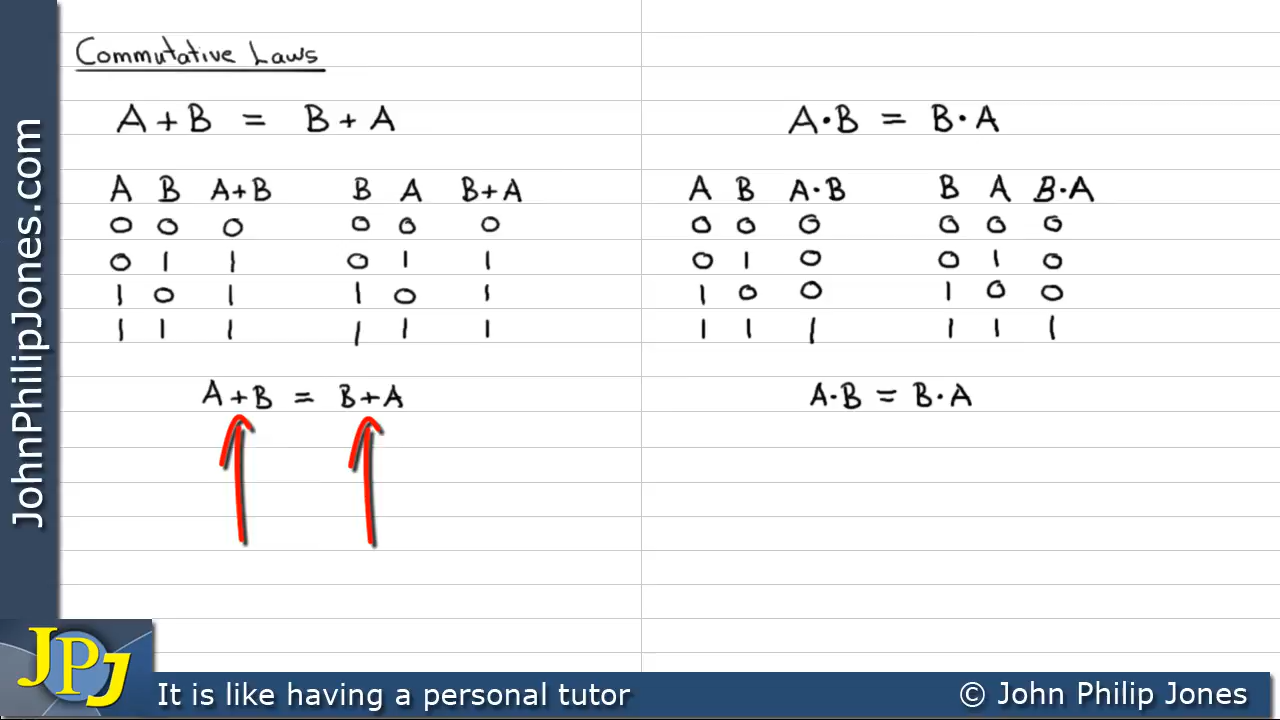 Commutative Laws
A + B = B + A
A B A+B B A B+A
0 0 0 0 0 0
0 1 1 0 1 1
1 0 1 1 0 1
1 1 1 1 1 1
A + B = B + A
A·B = B·A
A B A·B B A B·A
0 0 0 0 0 0
0 1 0 0 1 0
1 0 0 1 0 0
1 1 1 1 1 1
A·B = B·A
JohnPhilipJones.com
JPJ
It is like having a personal tutor
© John Philip Jones